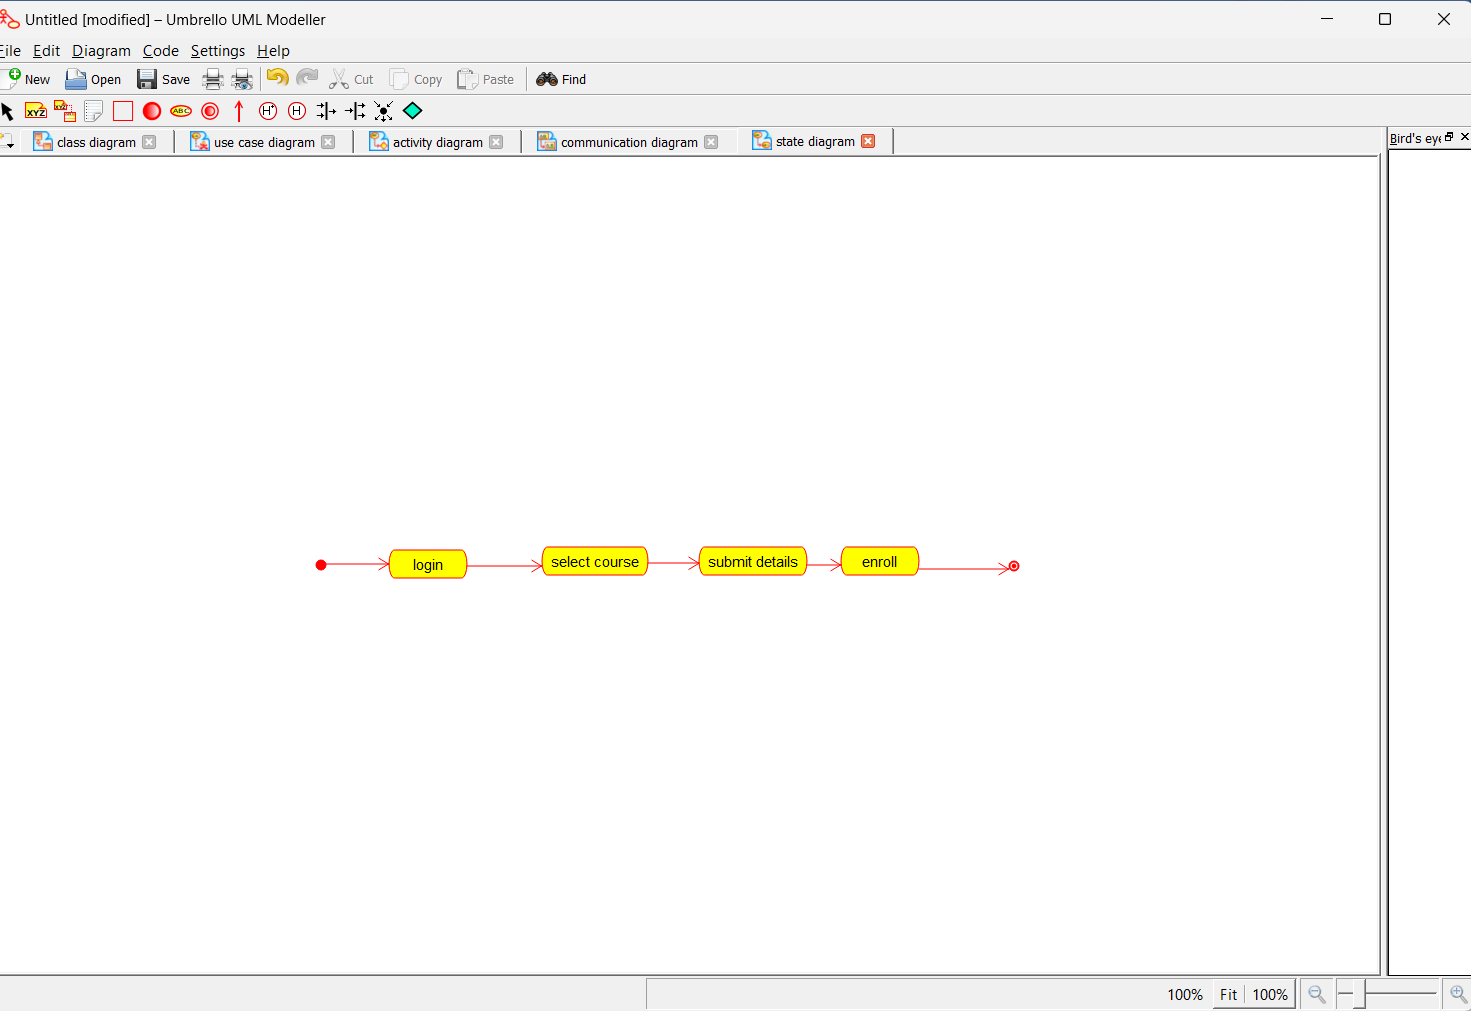 Untitled [modified] – Umbrello UML Modeller
File Edit Diagram Code Settings Help
New Open Save Cut Copy Paste Find
XYZ XYZ ABC H* H
class diagram use case diagram activity diagram communication diagram state diagram
Bird's eye
login select course submit details enroll
100% Fit 100%